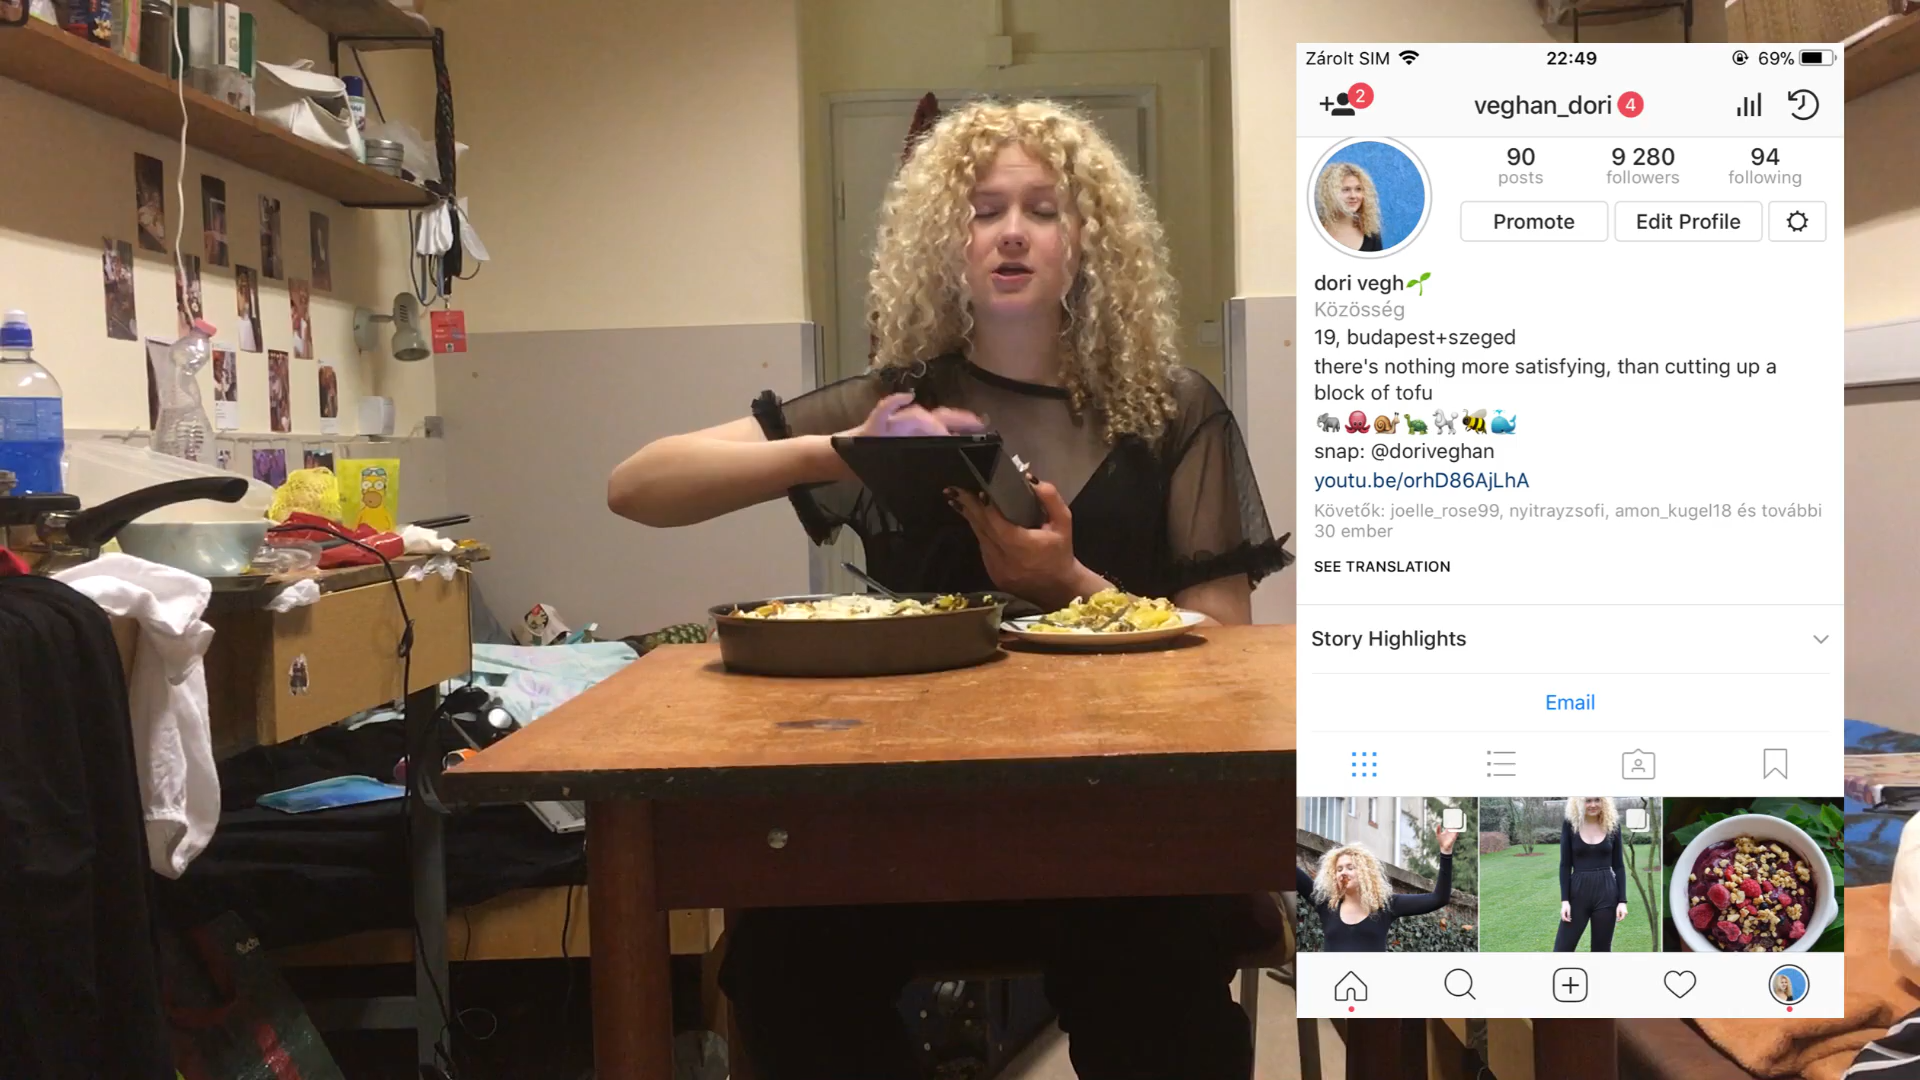 Zárolt SIM 22:49 69%
2 veghan_dori 4
90 9 280 94
posts followers following
Promote Edit Profile
dori vegh
Közösség
19, budapest+szeged
there's nothing more satisfying, than cutting up a
block of tofu
snap: @doriveghan
youtu.be/orhD86AjLhA
Követők: joelle_rose99, nyitrayzsofi, amon_kugel18 és további
30 ember
SEE TRANSLATION
Story Highlights
Email